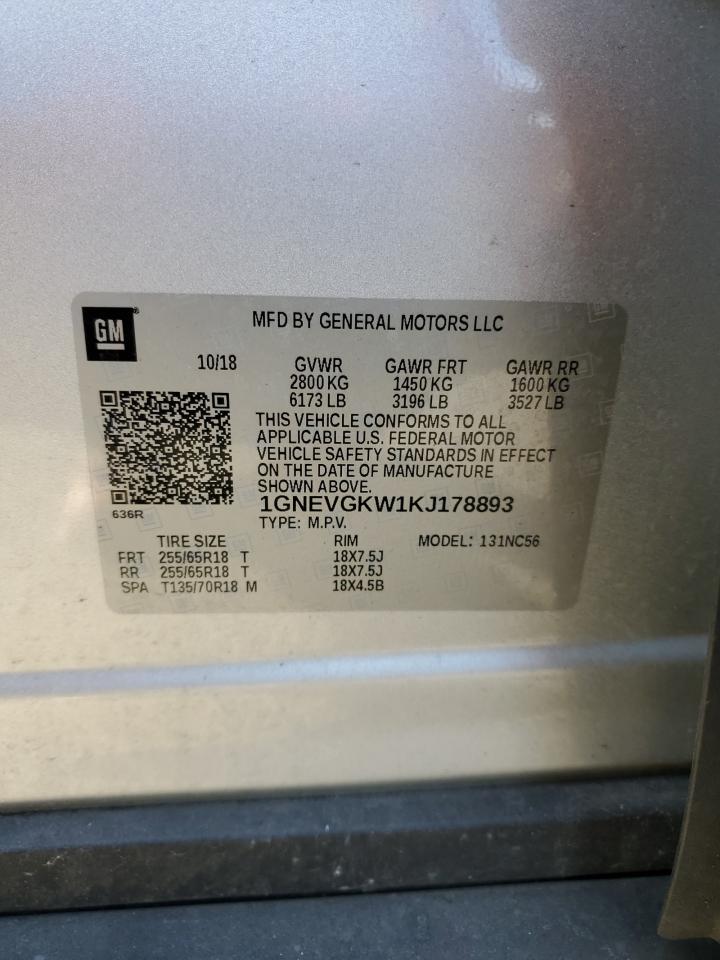 GM
®
MFD BY GENERAL MOTORS LLC
10/18 GVWR GAWR FRT GAWR RR
2800 KG 1450 KG 1600 KG
6173 LB 3196 LB 3527 LB
THIS VEHICLE CONFORMS TO ALL
APPLICABLE U.S. FEDERAL MOTOR
VEHICLE SAFETY STANDARDS IN EFFECT
ON THE DATE OF MANUFACTURE
SHOWN ABOVE.
636R
1GNEVGKW1KJ178893
TYPE: M.P.V.
TIRE SIZE RIM MODEL: 131NC56
FRT 255/65R18 T 18X7.5J
RR 255/65R18 T 18X7.5J
SPA T135/70R18 M 18X4.5B